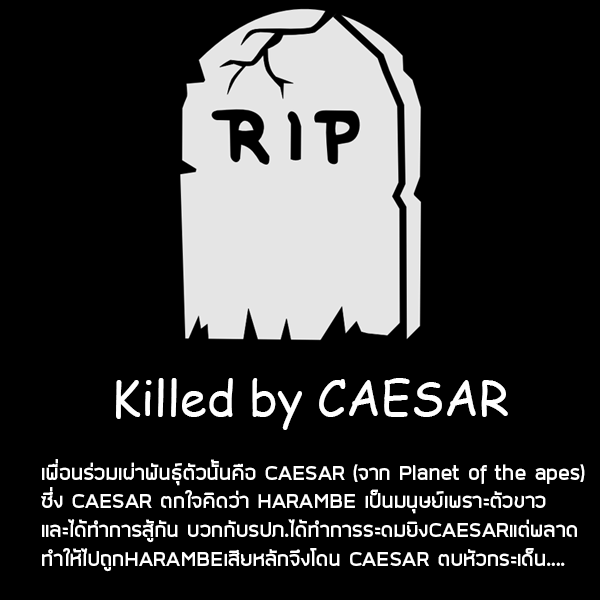 RIP
Killed by CAESAR
เพื่อนร่วมเผ่าพันธุ์ตัวนั้นคือ CAESAR (จาก Planet of the apes)
ซึ่ง CAESAR ตกใจคิดว่า HARAMBE เป็นมนุษย์เพราะตัวขาว
และได้ทำการสู้กัน บวกกับรปภ.ได้ทำการระดมยิงCAESARแต่พลาด
ทำให้ไปถูกHARAMBEเสียหลักจึงโดน CAESAR ตบหัวกระเด็น....